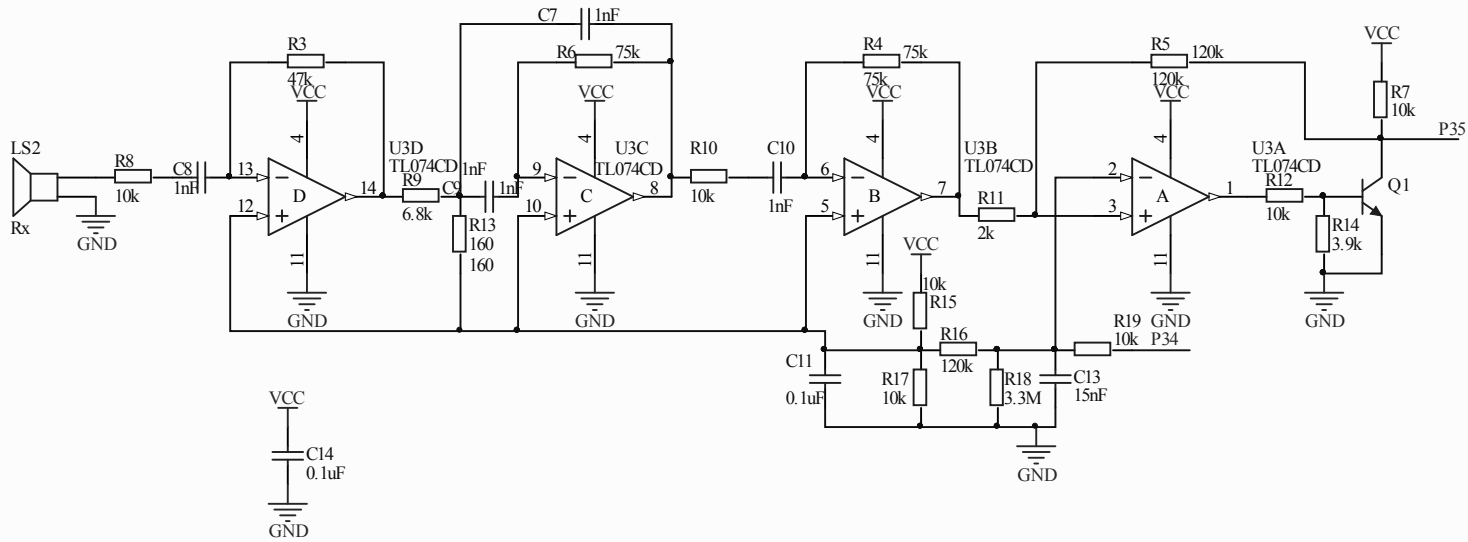 C7
1nF
R3
47k
R6
75k
R4
75k
R5
120k
120k
VCC
R7
10k
P35
VCC
VCC
VCC
VCC
4
4
4
4
LS2
Rx
R8
10k
C8
1nF
13
12
D
14
U3D
TL074CD
R9
6.8k
1nF
C9
1nF
9
10
C
8
U3C
TL074CD
R10
10k
C10
1nF
6
5
B
7
U3B
TL074CD
R11
2k
2
3
A
1
U3A
TL074CD
R12
10k
Q1
R14
3.9k
R13
160
160
GND
11
11
11
11
GND
GND
GND
GND
GND
VCC
10k
R15
R16
120k
R19
10k
P34
C11
0.1uF
R17
10k
R18
3.3M
C13
15nF
GND
VCC
C14
0.1uF
GND